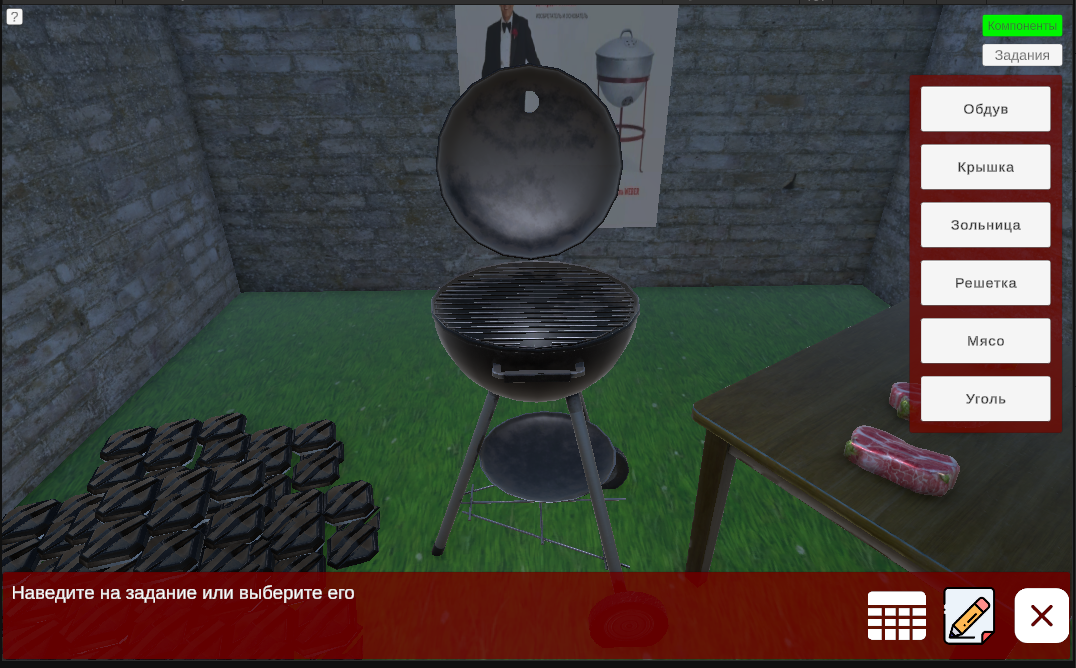 ?
Компоненты
Задания
Обдув
Крышка
Зольница
Решетка
Мясо
Уголь
Наведите на задание или выберите его